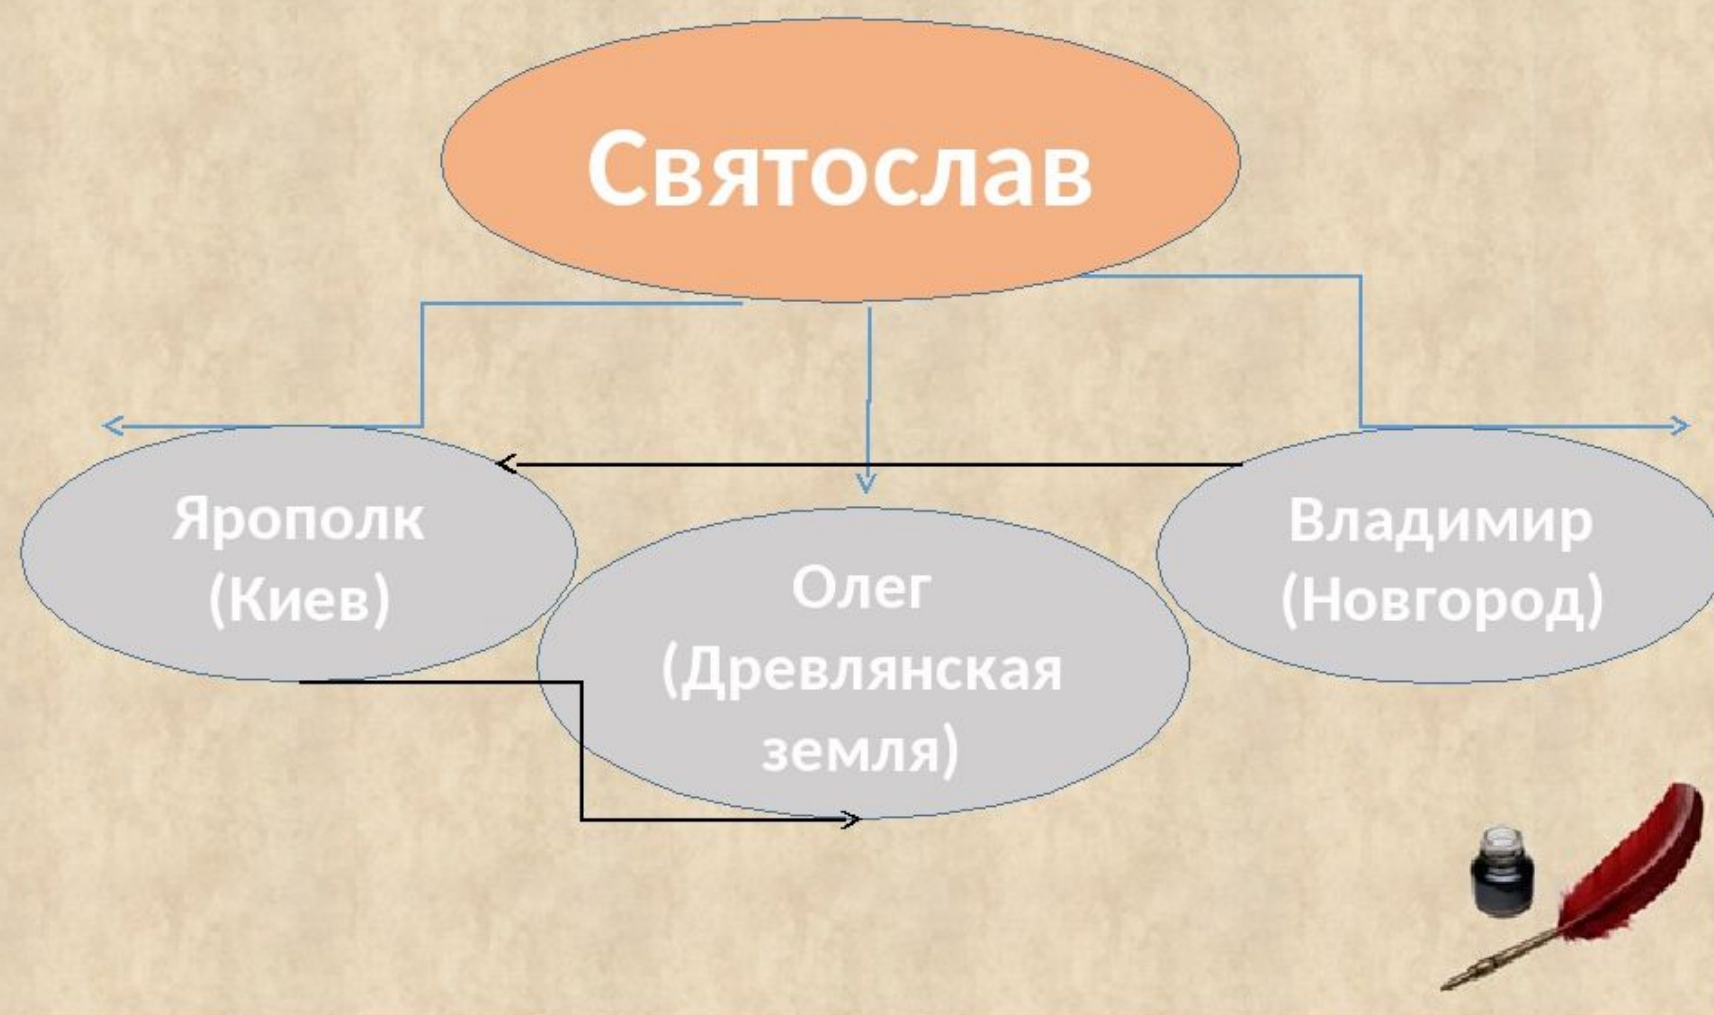 Святослав
Ярополк
(Киев)
Олег
(Древлянская
земля)
Владимир
(Новгород)